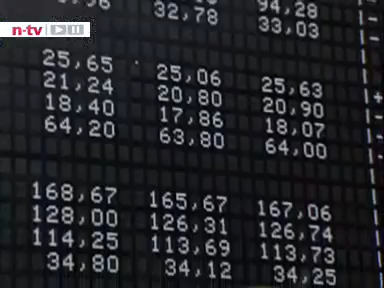 n-tv
94,28
32,78 33,03
25,65 25,06 25,63
21,24 20,80 20,90
18,40 17,86 18,07
64,20 63,80 64,00
168,67 165,67 167,06
128,00 126,31 126,74
114,25 113,69 113,73
34,80 34,12 34,25